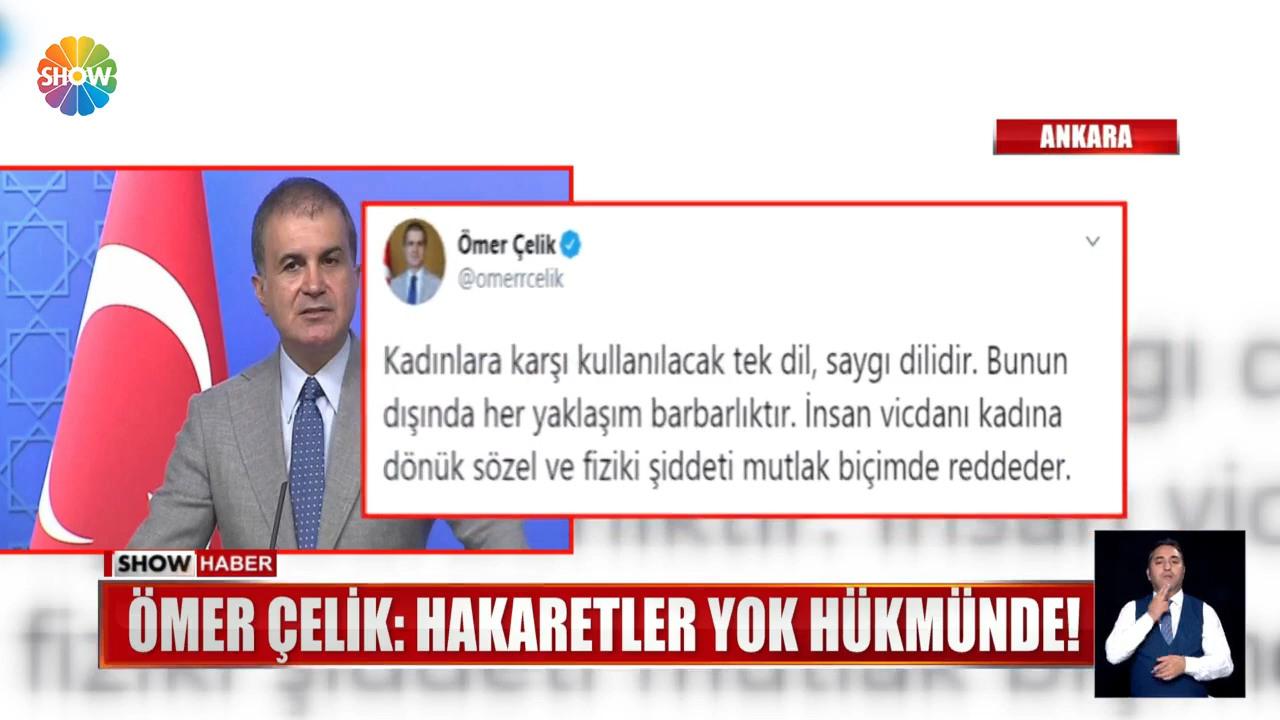 SHOW
ANKARA
Ömer Çelik
@omerrcelik
Kadınlara karşı kullanılacak tek dil, saygı dilidir. Bunun
dışında her yaklaşım barbarlıktır. İnsan vicdanı kadına
dönük sözel ve fiziki şiddeti mutlak biçimde reddeder.
SHOW HABER
ÖMER ÇELİK: HAKARETLER YOK HÜKMÜNDE!